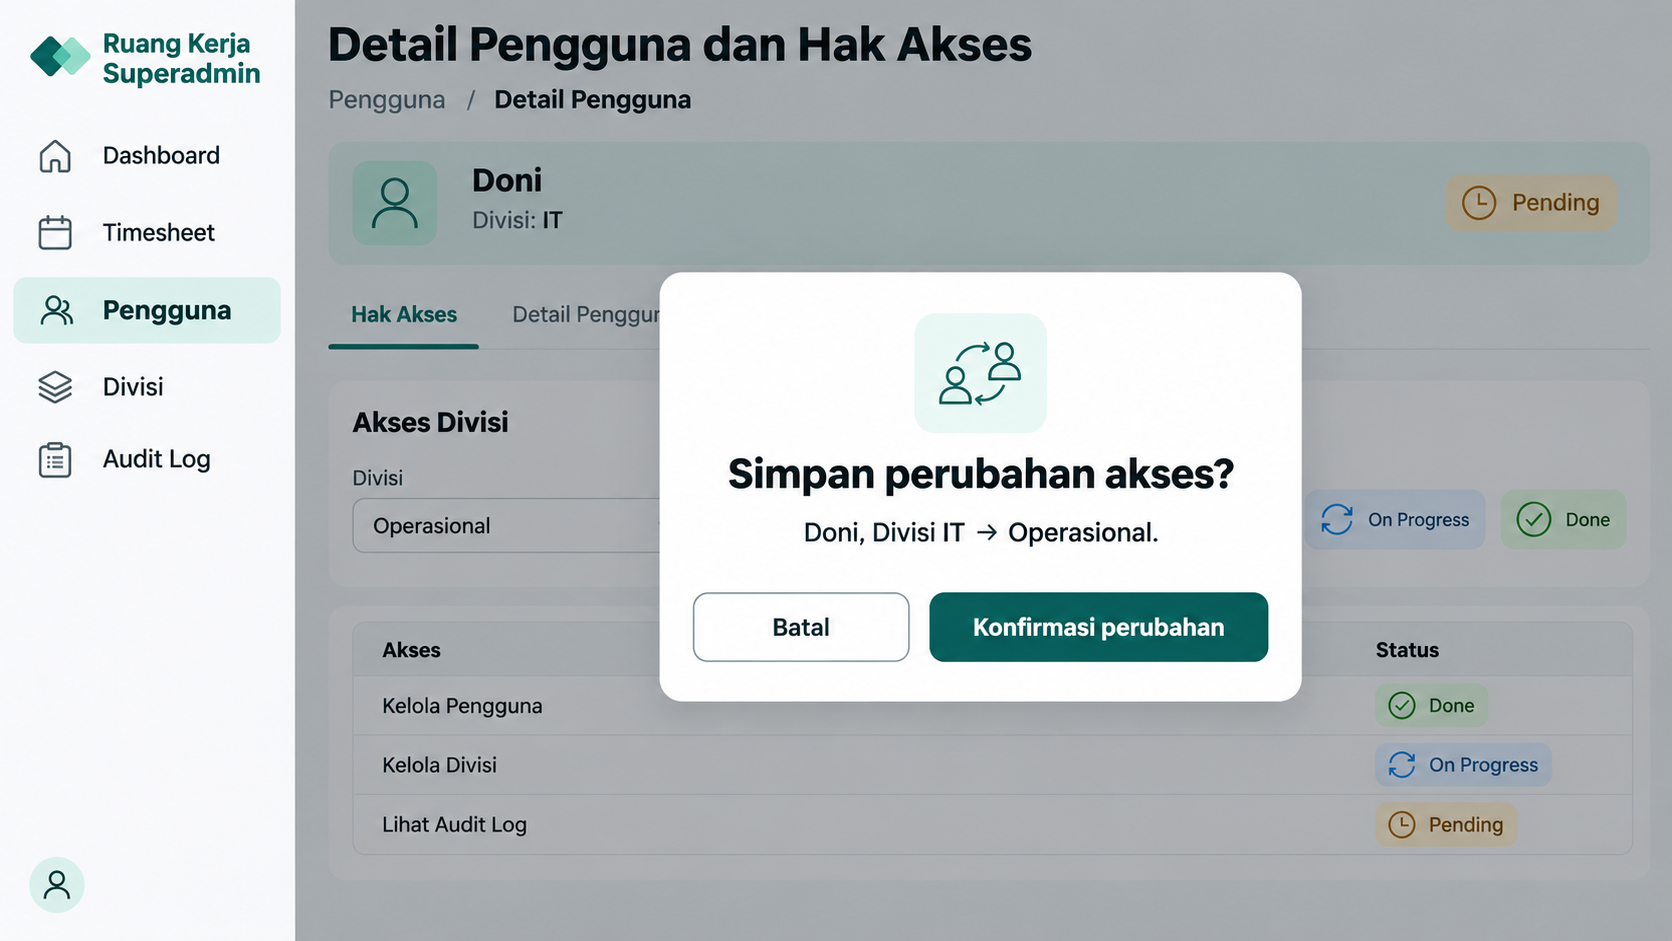 Ruang Kerja
Superadmin
Dashboard
Timesheet
Pengguna
Divisi
Audit Log
Detail Pengguna dan Hak Akses
Pengguna / Detail Pengguna
Doni
Divisi: IT
Pending
Hak Akses
Detail
Akses Divisi
Divisi
Operasional
On Progress
Done
Simpan perubahan akses?
Doni, Divisi IT → Operasional.
Batal
Konfirmasi perubahan
Akses
Status
Kelola Pengguna
Done
Kelola Divisi
On Progress
Lihat Audit Log
Pending